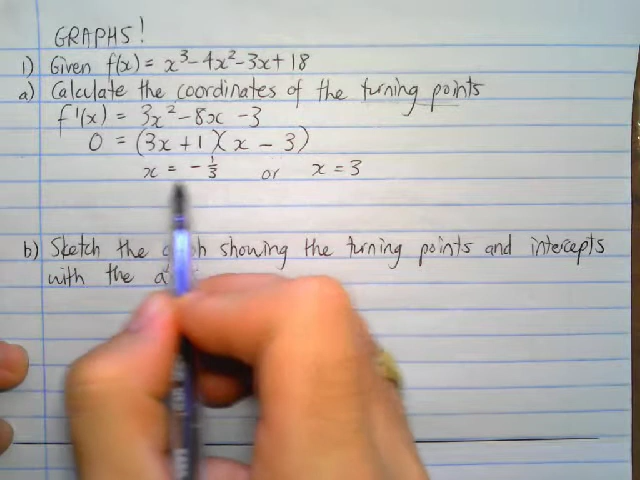 GRAPHS!
1) Given f(x) = x³-4x²-3x+18
a) Calculate the coordinates of the turning points
f'(x) = 3x²-8x-3
0 = (3x+1)(x-3)
x = -1/3 or x=3
b) Sketch the showing the turning points and intercepts
with the